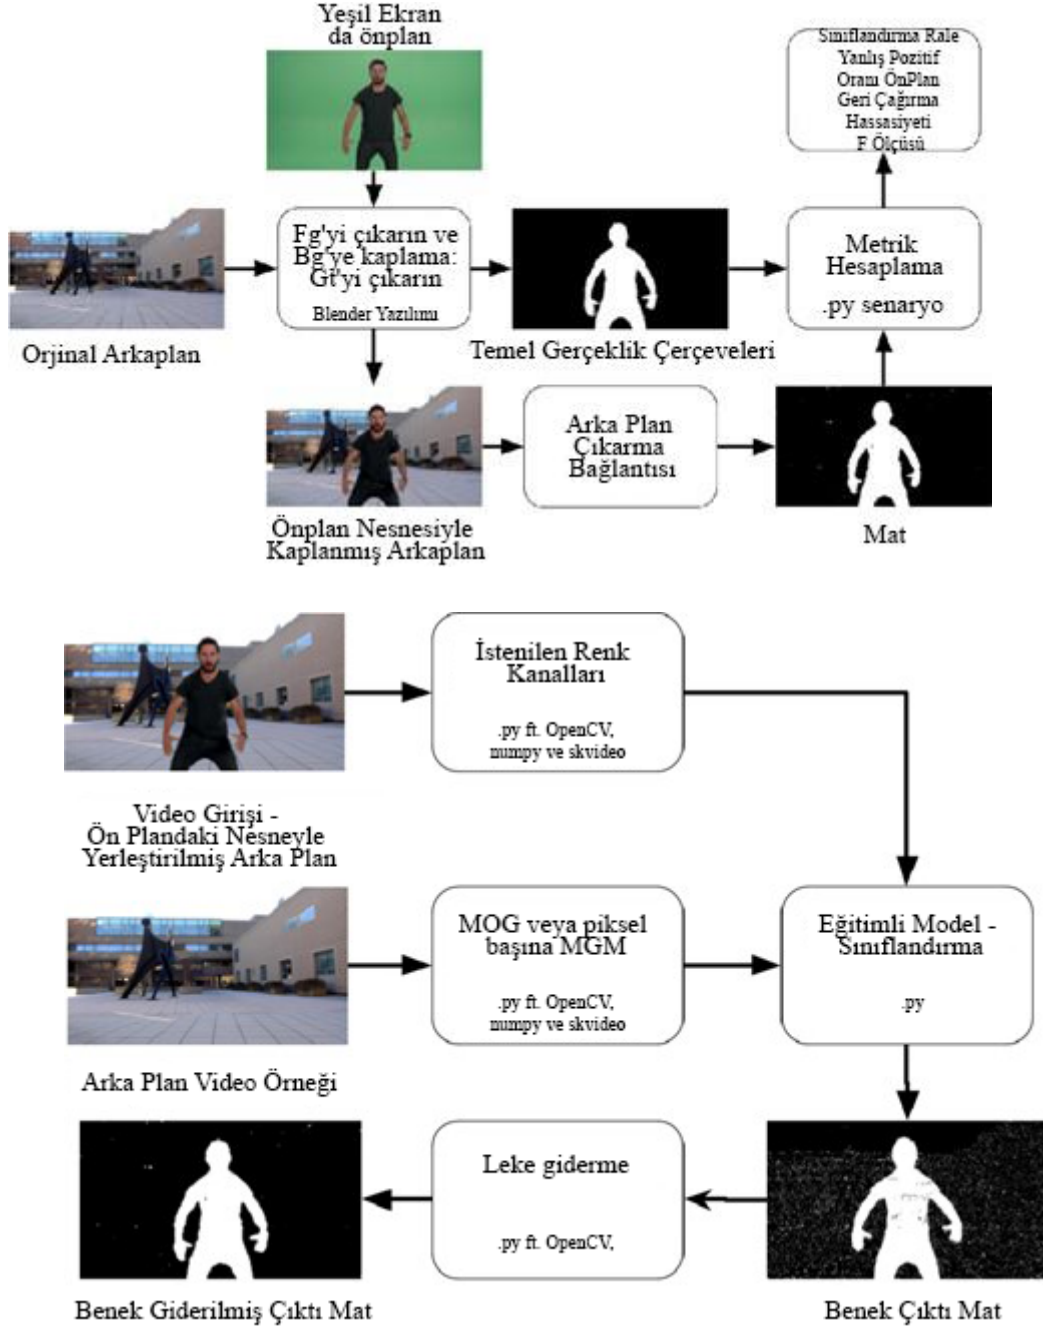 Yeşil Ekran
da önplan
Sınıflandırma Rale
Yanlış Pozitif
Oranı ÖnPlan
Geri Çağırma
Hassasiyeti
F Ölçüsü
Fg'yi çıkarın ve
Bg'ye kaplama:
Gt'yi çıkarın
Blender Yazılımı
Metrik
Hesaplama
.py senaryo
Orjinal Arkaplan
Temel Gerçeklik Çerçeveleri
Arka Plan
Çıkarma
Bağlantısı
Önplan Nesnesiyle
Kaplanmış Arkaplan
Mat
İstenilen Renk
Kanalları
.py ft. OpenCV,
numpy ve skvideo
Video Girişi -
Ön Plandaki Nesneyle
Yerleştirilmiş Arka Plan
MOG veya piksel
başına MGM
.py ft. OpenCV,
numpy ve skvideo
Eğitimli Model -
Sınıflandırma
.py
Arka Plan Video Örneği
Leke giderme
.py ft. OpenCV,
Benek Giderilmiş Çıktı Mat
Benek Çıktı Mat